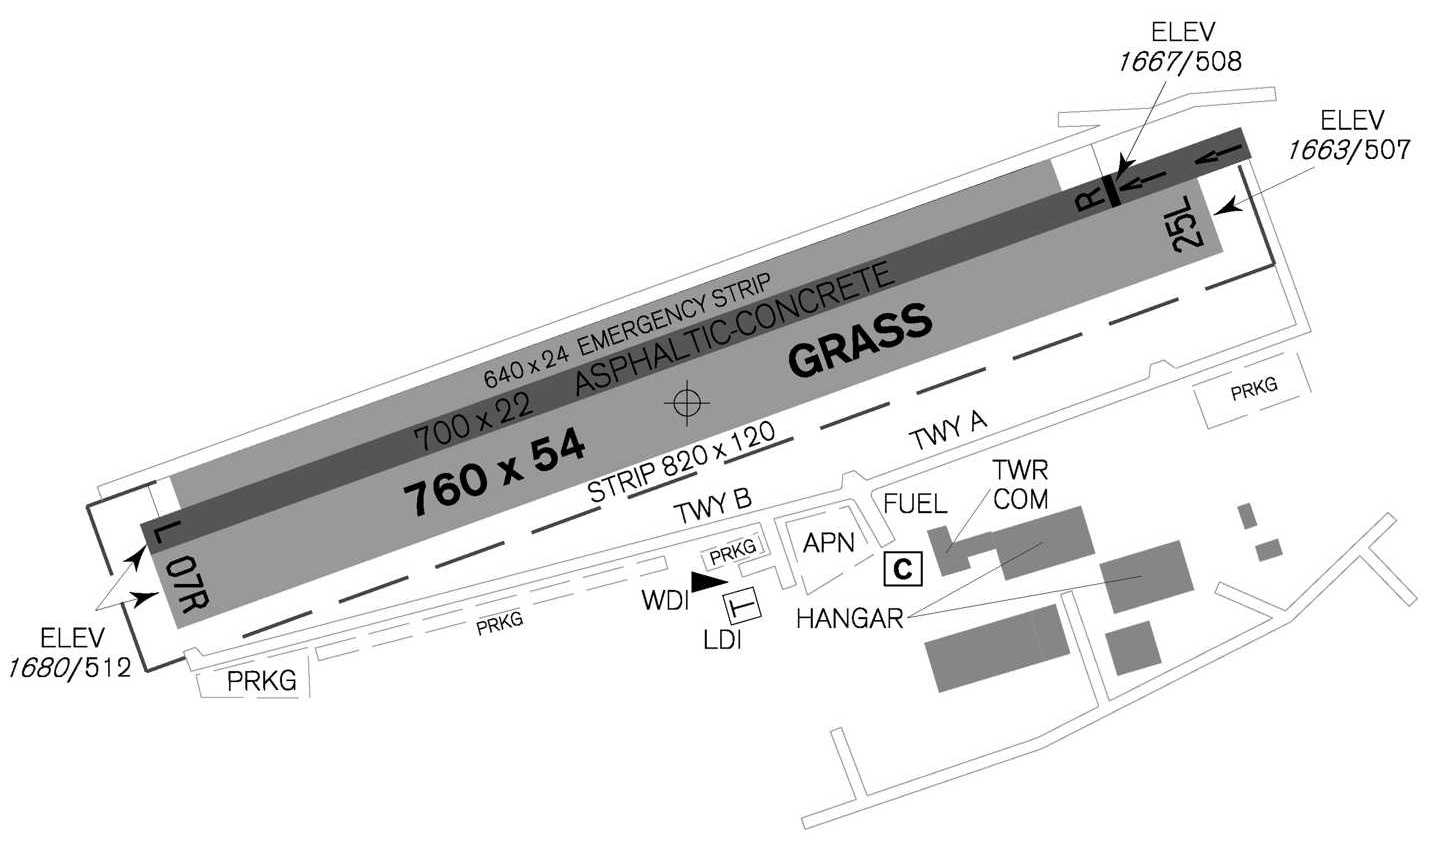 ELEV
1667/508
ELEV
1663/507
R
25L
640 x 24 EMERGENCY STRIP
700 x 22 ASPHALTIC-CONCRETE
760 x 54 GRASS
STRIP 820 x 120
L
07R
ELEV
1680/512
TWY A
TWY B
PRKG
PRKG
PRKG
PRKG
APN
FUEL
TWR
COM
C
WDI
LDI
T
HANGAR